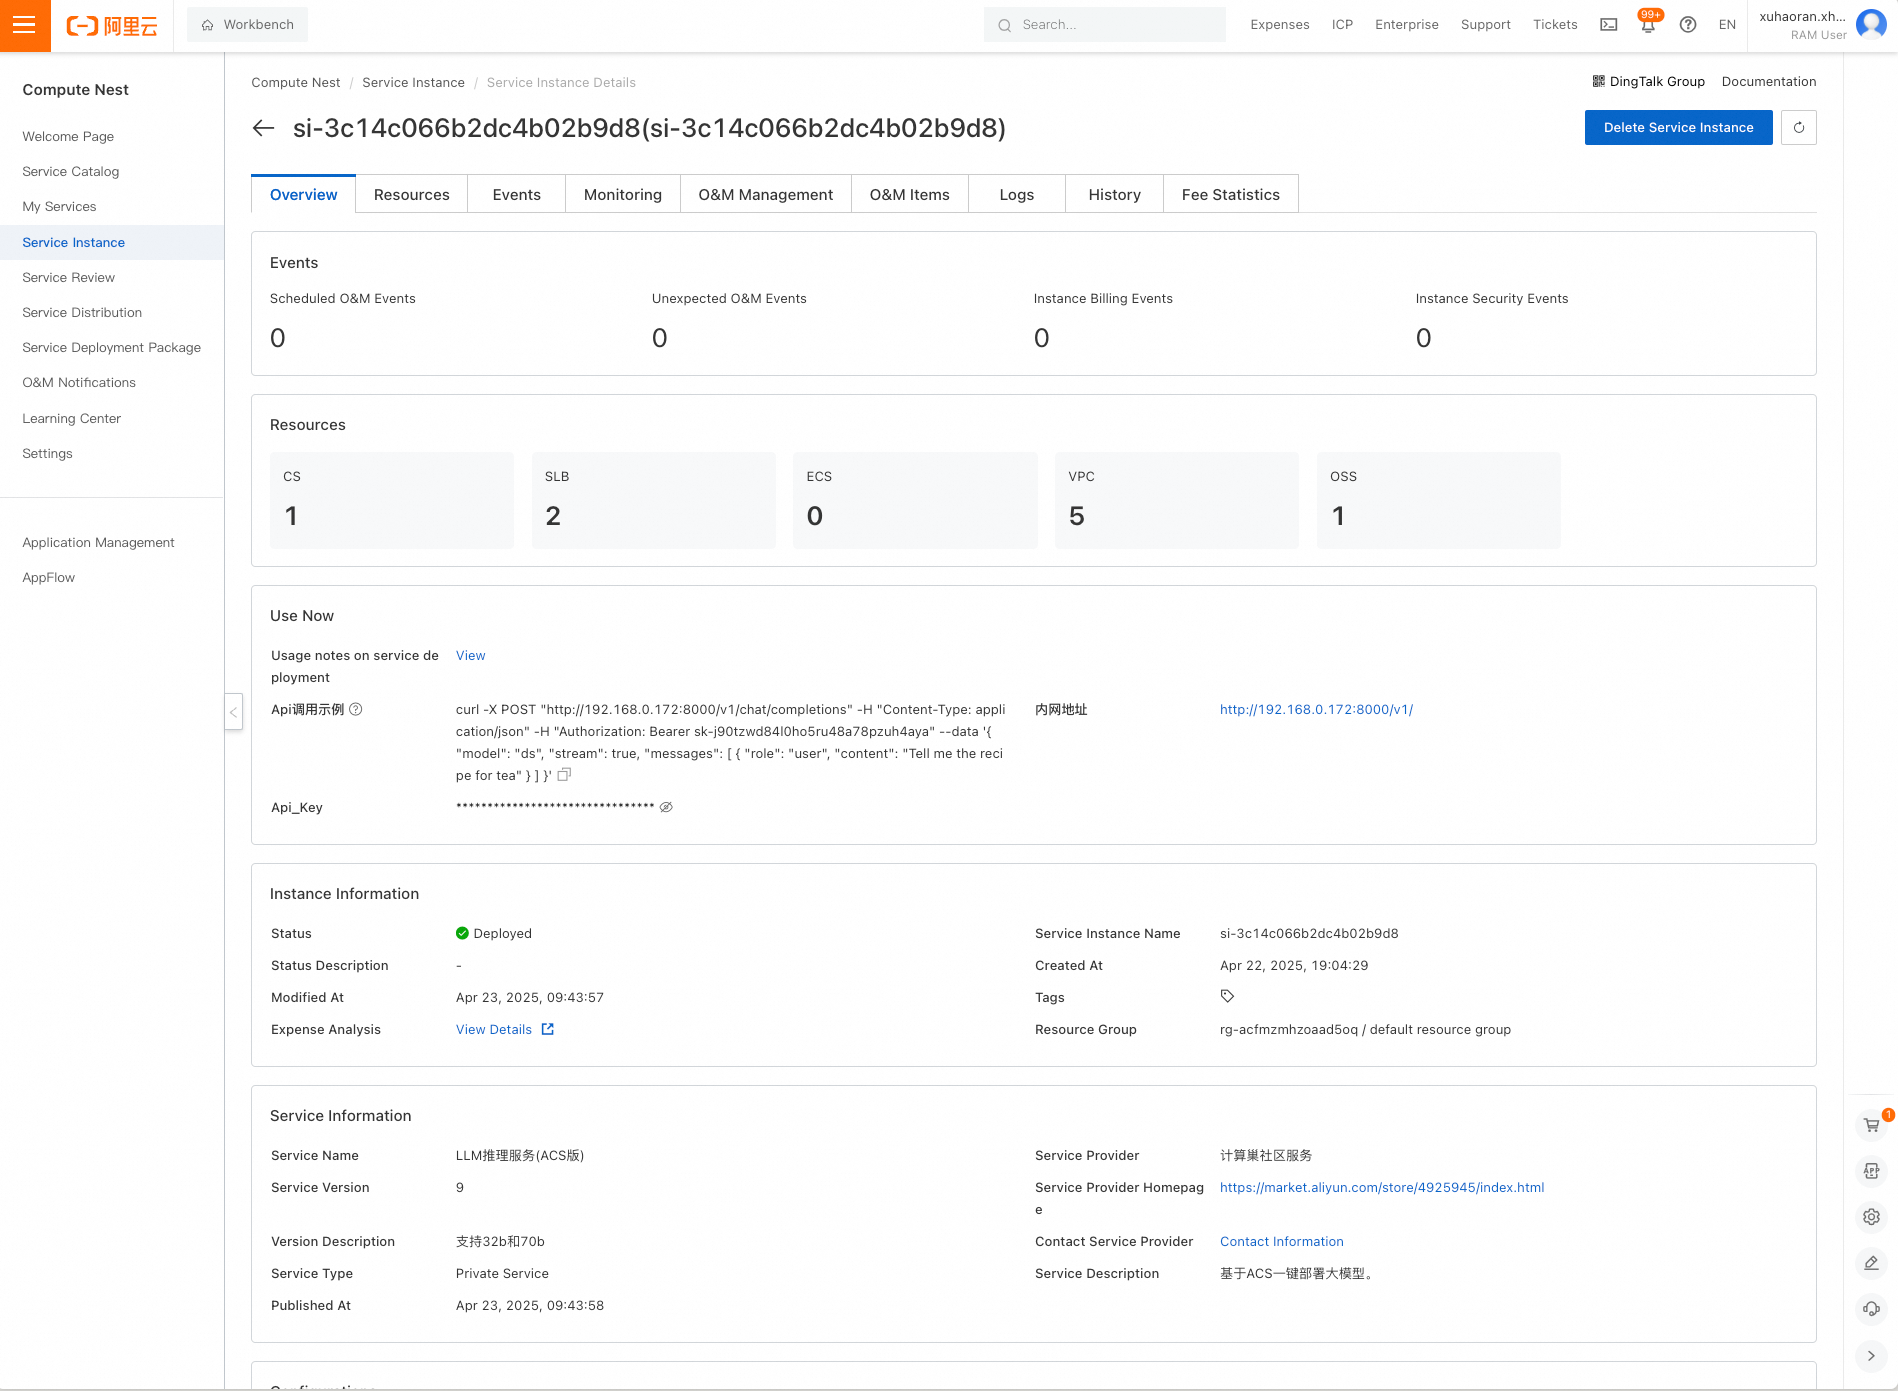 阿里云
Workbench
Search...
Expenses
ICP
Enterprise
Support
Tickets
99+
EN
xuhaoran.xh...
RAM User
Compute Nest
Welcome Page
Service Catalog
My Services
Service Instance
Service Review
Service Distribution
Service Deployment Package
O&M Notifications
Learning Center
Settings
Application Management
AppFlow
Compute Nest / Service Instance / Service Instance Details
DingTalk Group
Documentation
si-3c14c066b2dc4b02b9d8(si-3c14c066b2dc4b02b9d8)
Delete Service Instance
Overview
Resources
Events
Monitoring
O&M Management
O&M Items
Logs
History
Fee Statistics
Events
Scheduled O&M Events
0
Unexpected O&M Events
0
Instance Billing Events
0
Instance Security Events
0
Resources
CS
1
SLB
2
ECS
0
VPC
5
OSS
1
Use Now
Usage notes on service de
ployment
View
Api调用示例
curl -X POST "http://192.168.0.172:8000/v1/chat/completions" -H "Content-Type: appli
cation/json" -H "Authorization: Bearer sk-j90tzwd84l0ho5ru48a78pzuh4aya" --data '{
"model": "ds", "stream": true, "messages": [ { "role": "user", "content": "Tell me the reci
pe for tea" } ] }'
内网地址
http://192.168.0.172:8000/v1/
Api_Key
********************************
Instance Information
Status
Deployed
Service Instance Name
si-3c14c066b2dc4b02b9d8
Status Description
-
Created At
Apr 22, 2025, 19:04:29
Modified At
Apr 23, 2025, 09:43:57
Tags
Expense Analysis
View Details
Resource Group
rg-acfmzmhzoaad5oq / default resource group
Service Information
Service Name
LLM推理服务(ACS版)
Service Provider
计算巢社区服务
Service Version
9
Service Provider Homepag
e
https://market.aliyun.com/store/4925945/index.html
Version Description
支持32b和70b
Contact Service Provider
Contact Information
Service Type
Private Service
Service Description
基于ACS一键部署大模型。
Published At
Apr 23, 2025, 09:43:58
1
APP